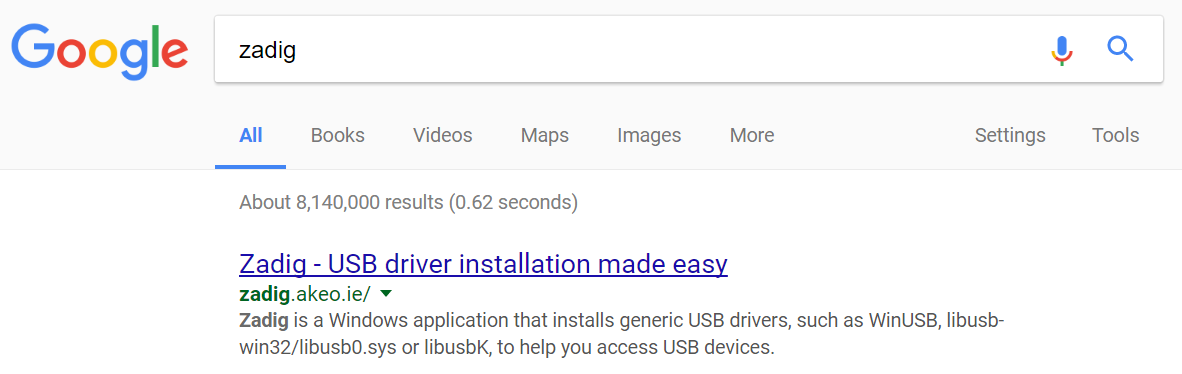 Google
zadig
All Books Videos Maps Images More Settings Tools
About 8,140,000 results (0.62 seconds)
Zadig - USB driver installation made easy
zadig.akeo.ie/
Zadig is a Windows application that installs generic USB drivers, such as WinUSB, libusb-
win32/libusb0.sys or libusbK, to help you access USB devices.